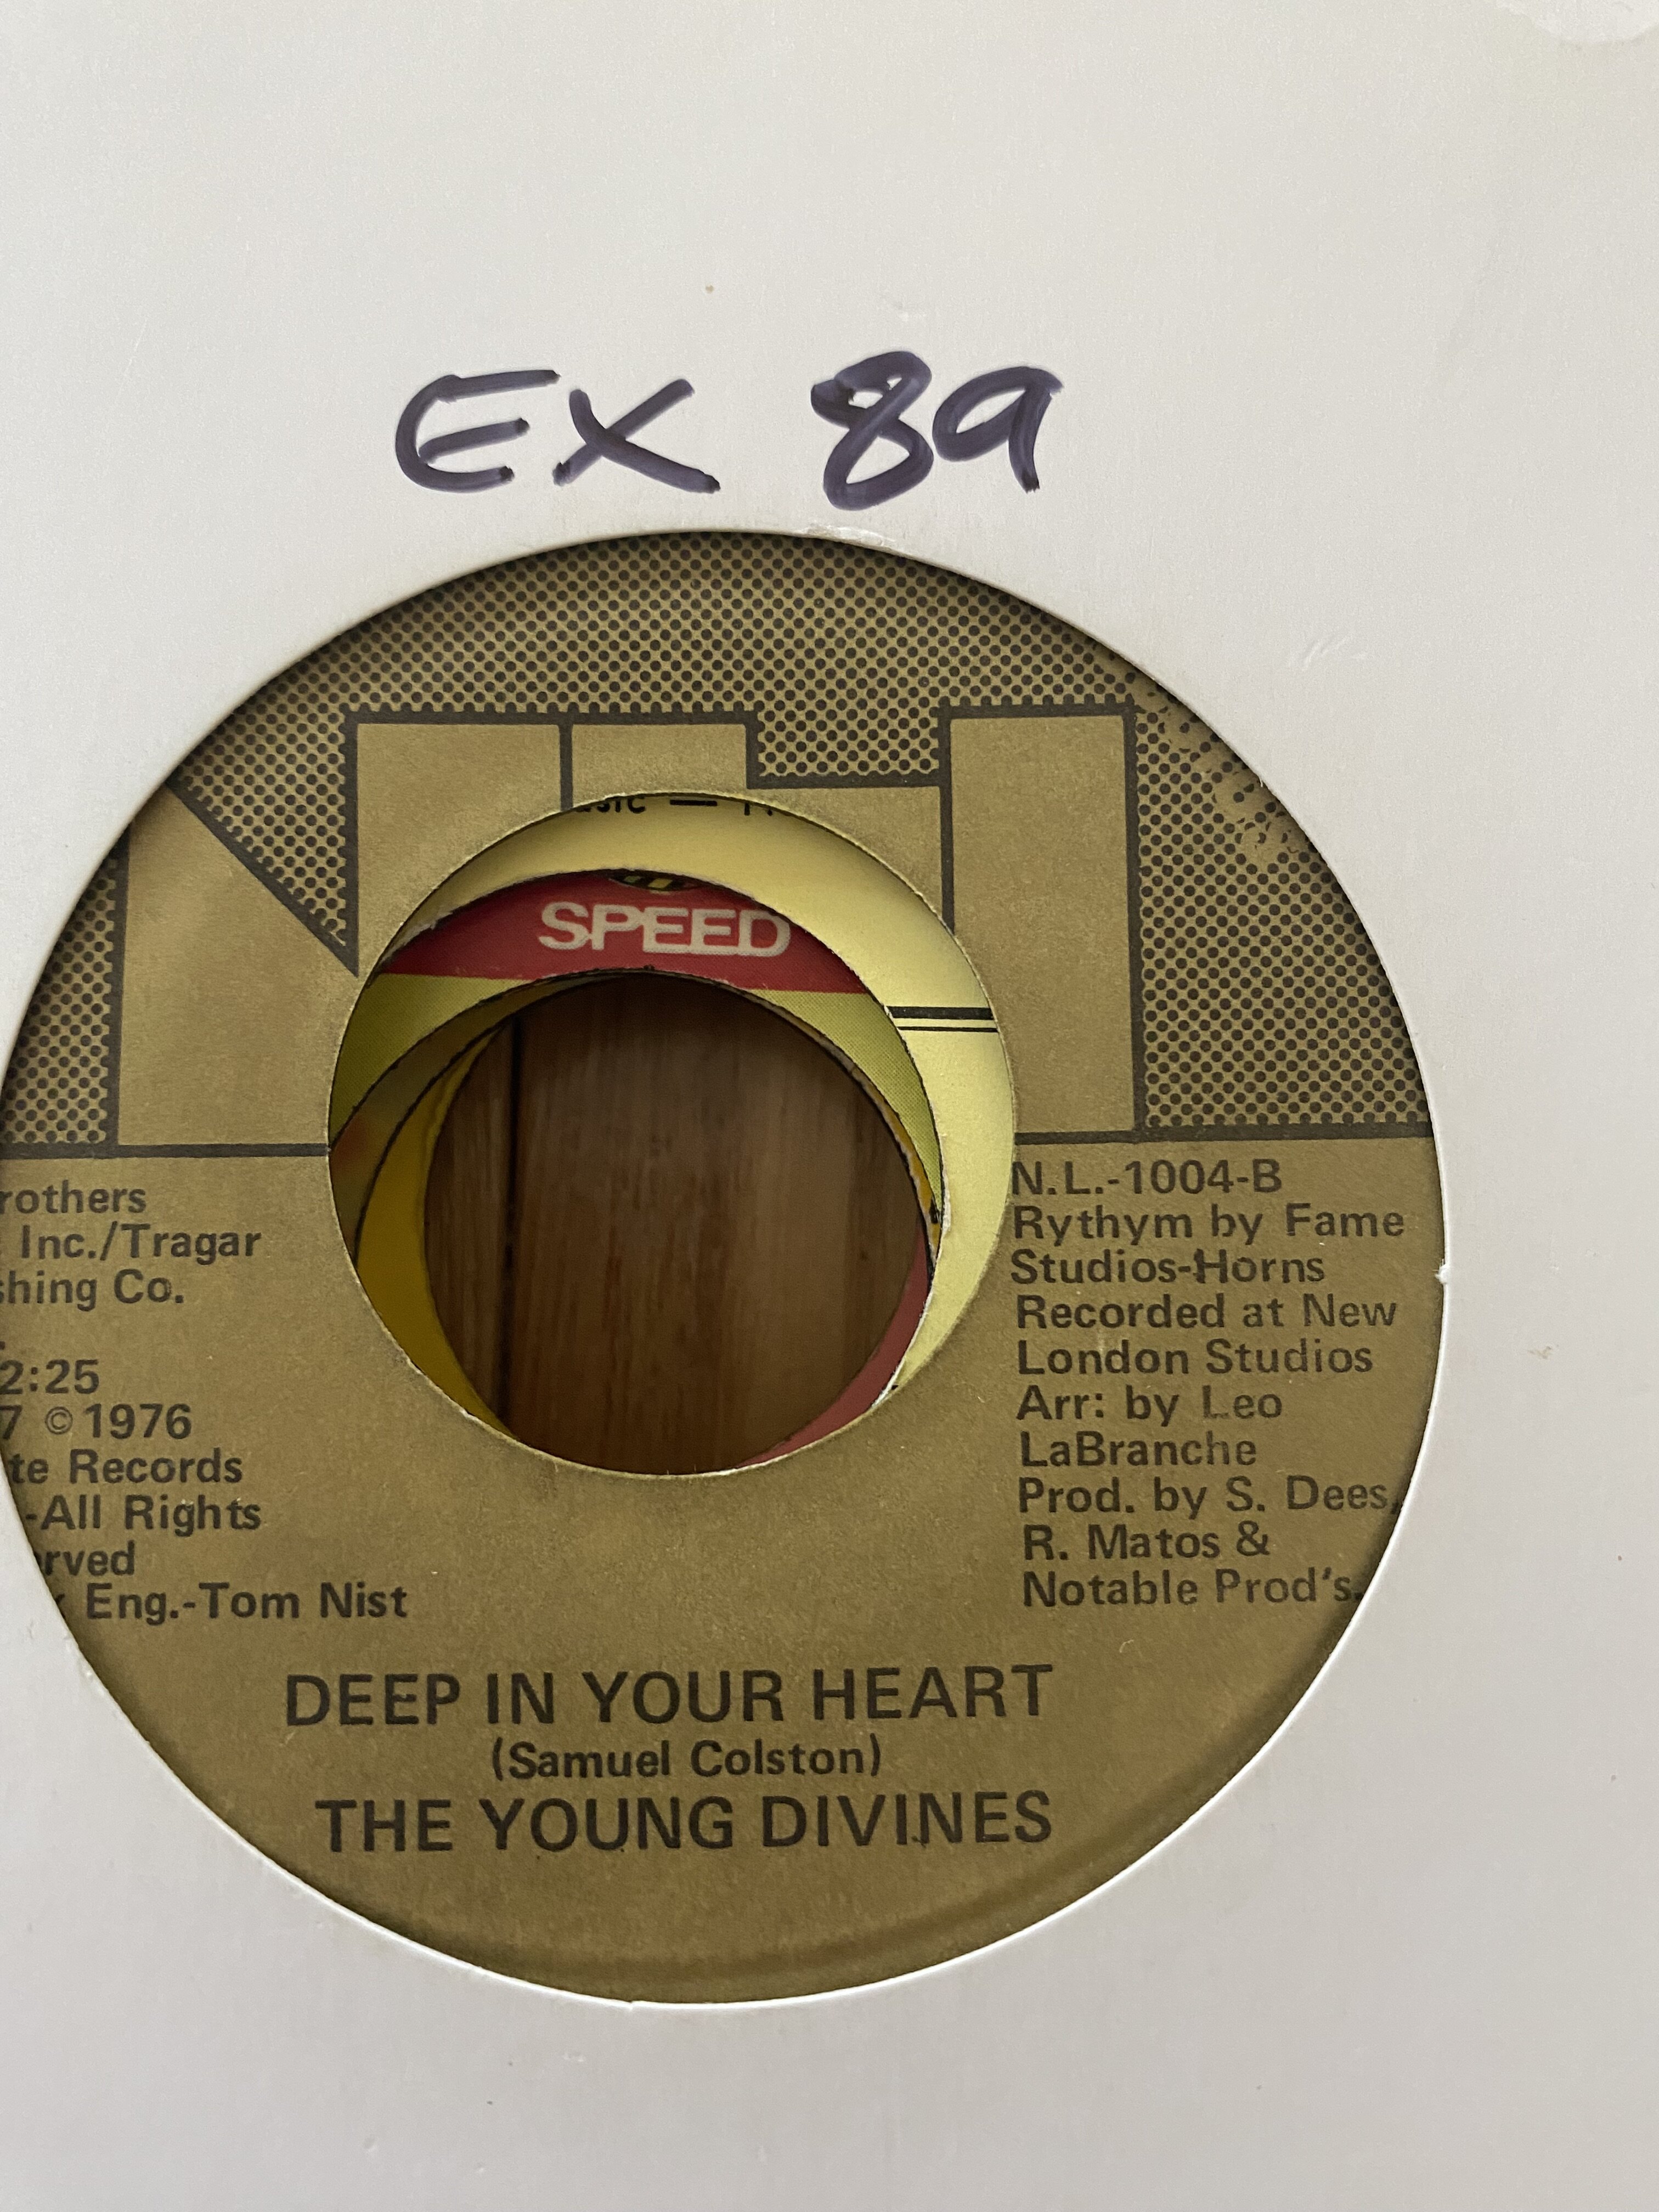 EX 89
SPEED
rothers
Inc./Tragar
shing Co.
2:25
7 © 1976
te Records
-All Rights
rved
Eng.-Tom Nist
N.L.-1004-B
Rythym by Fame
Studios-Horns
Recorded at New
London Studios
Arr: by Leo
LaBranche
Prod. by S. Dees,
R. Matos &
Notable Prod's.
DEEP IN YOUR HEART
(Samuel Colston)
THE YOUNG DIVINES